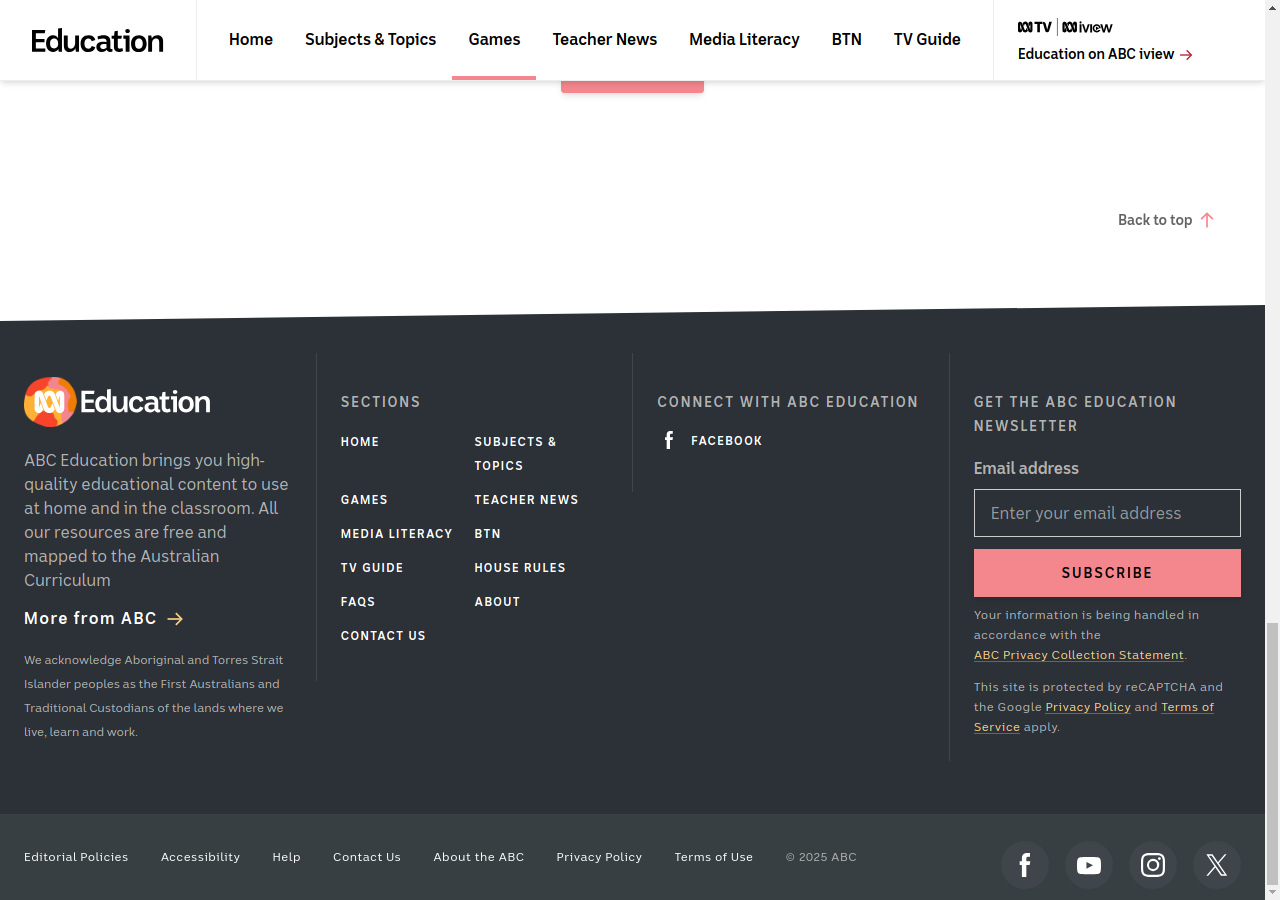 Education
Home
Subjects & Topics
Games
Teacher News
Media Literacy
BTN
TV Guide
TV iview
Education on ABC iview
Back to top
Education
ABC Education brings you high-
quality educational content to use
at home and in the classroom. All
our resources are free and
mapped to the Australian
Curriculum
More from ABC
We acknowledge Aboriginal and Torres Strait
Islander peoples as the First Australians and
Traditional Custodians of the lands where we
live, learn and work.
SECTIONS
HOME
SUBJECTS &
TOPICS
GAMES
TEACHER NEWS
MEDIA LITERACY
BTN
TV GUIDE
HOUSE RULES
FAQS
ABOUT
CONTACT US
CONNECT WITH ABC EDUCATION
FACEBOOK
GET THE ABC EDUCATION
NEWSLETTER
Email address
Enter your email address
SUBSCRIBE
Your information is being handled in
accordance with the
ABC Privacy Collection Statement.
This site is protected by reCAPTCHA and
the Google Privacy Policy and Terms of
Service apply.
Editorial Policies
Accessibility
Help
Contact Us
About the ABC
Privacy Policy
Terms of Use
© 2025 ABC